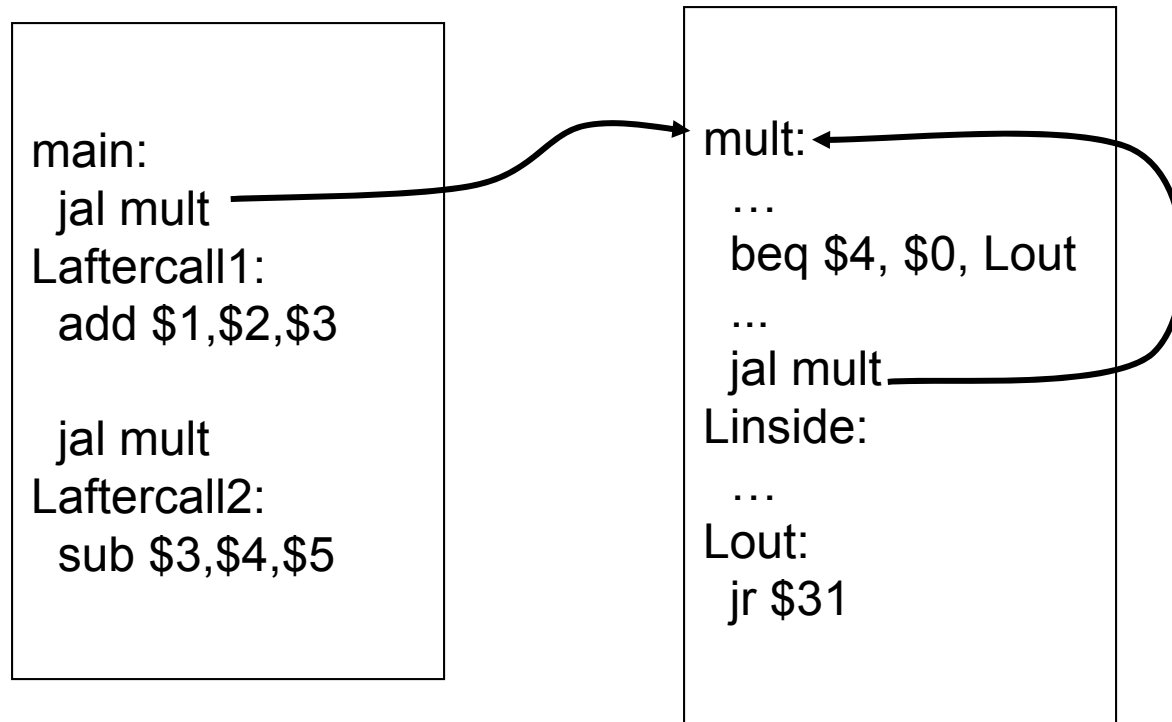 main:
jal mult
Laftercall1:
add $1,$2,$3
jal mult
Laftercall2:
sub $3,$4,$5
mult:
…
beq $4, $0, Lout
...
jal mult
Linside:
…
Lout:
jr $31